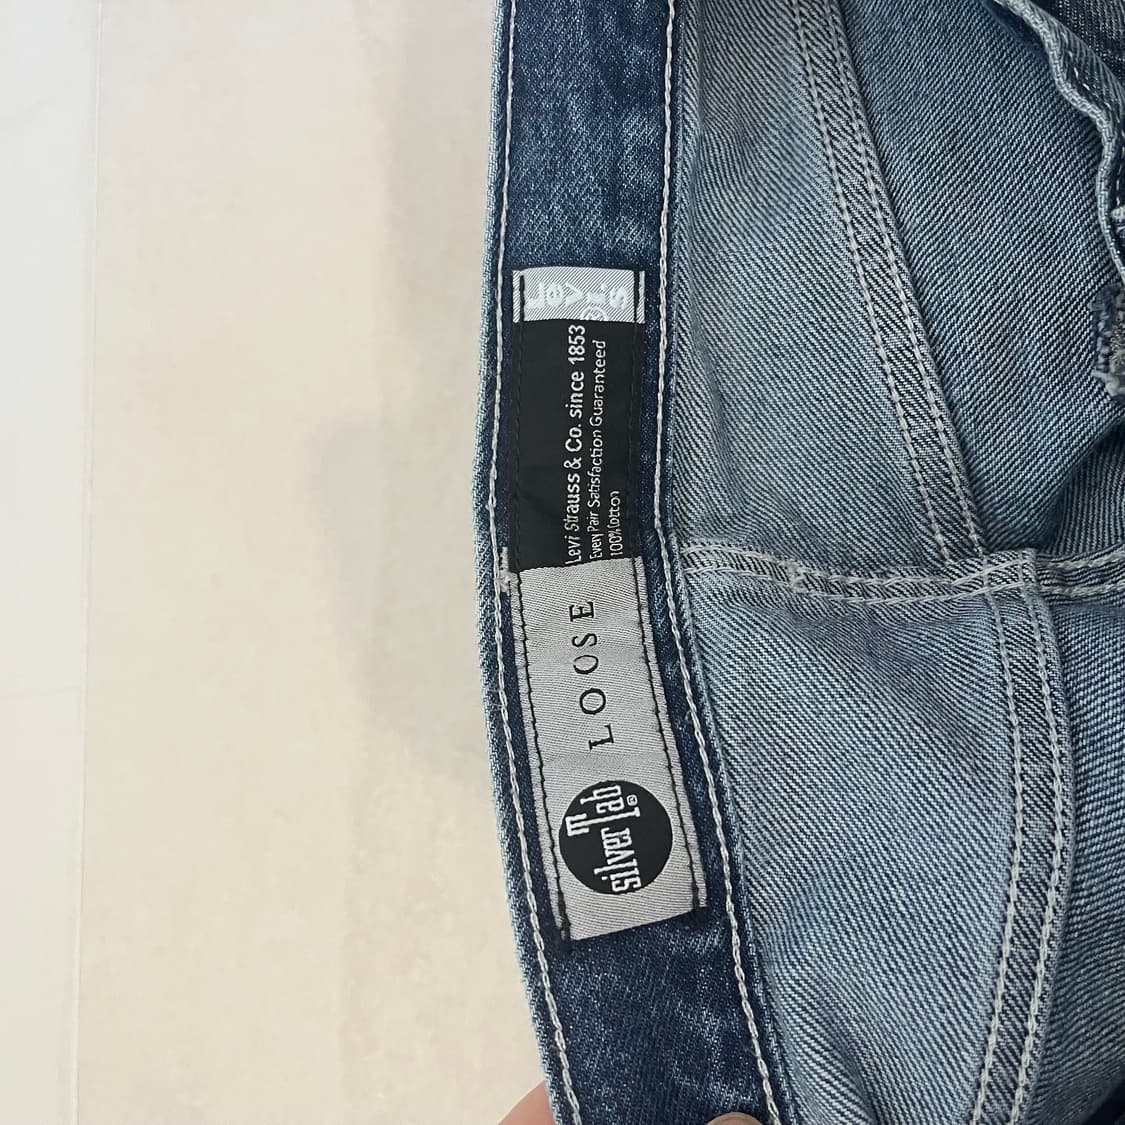 silverTab®
LOOSE
Levi Strauss & Co. since 1853
Every Pair Satisfaction Guaranteed
100% Cotton
Levi's®